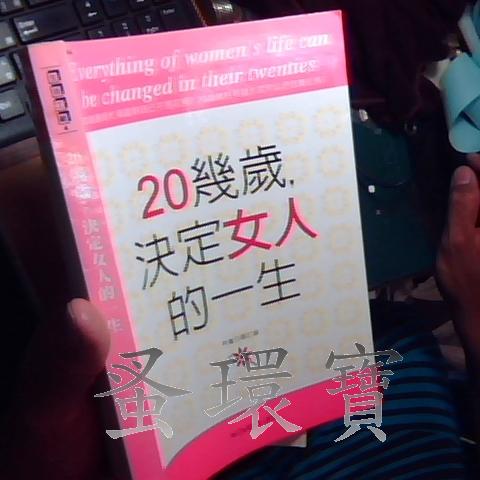 Everything of women's life can
be changed in their twenties.
20幾歲,
決定女人
的一生
20幾歲,決定女人的一生
蚤環寶